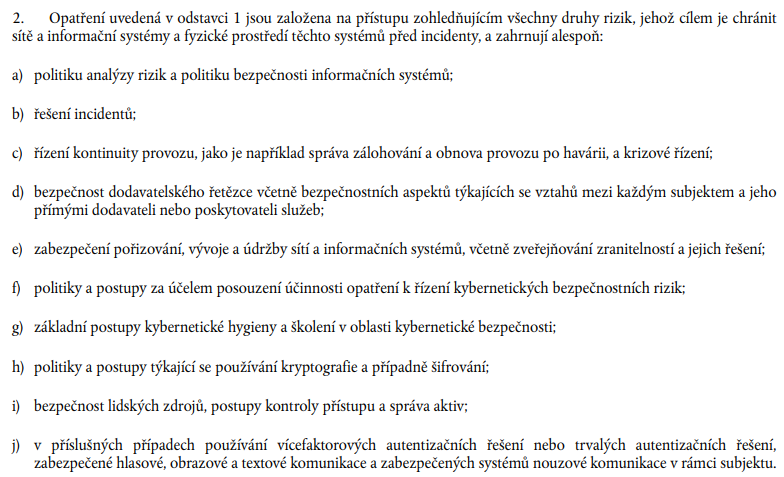 2. Opatření uvedená v odstavci 1 jsou založena na přístupu zohledňujícím všechny druhy rizik, jehož cílem je chránit
sítě a informační systémy a fyzické prostředí těchto systémů před incidenty, a zahrnují alespoň:
a) politiku analýzy rizik a politiku bezpečnosti informačních systémů;
b) řešení incidentů;
c) řízení kontinuity provozu, jako je například správa zálohování a obnova provozu po havárii, a krizové řízení;
d) bezpečnost dodavatelského řetězce včetně bezpečnostních aspektů týkajících se vztahů mezi každým subjektem a jeho
přímými dodavateli nebo poskytovateli služeb;
e) zabezpečení pořizování, vývoje a údržby sítí a informačních systémů, včetně zveřejňování zranitelností a jejich řešení;
f) politiky a postupy za účelem posouzení účinnosti opatření k řízení kybernetických bezpečnostních rizik;
g) základní postupy kybernetické hygieny a školení v oblasti kybernetické bezpečnosti;
h) politiky a postupy týkající se používání kryptografie a případně šifrování;
i) bezpečnost lidských zdrojů, postupy kontroly přístupu a správa aktiv;
j) v příslušných případech používání vícefaktorových autentizačních řešení nebo trvalých autentizačních řešení,
zabezpečené hlasové, obrazové a textové komunikace a zabezpečených systémů nouzové komunikace v rámci subjektu.